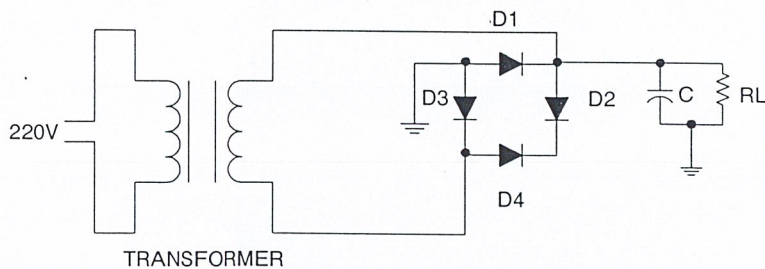 D1
D3
D2
C
RL
220V
D4
TRANSFORMER